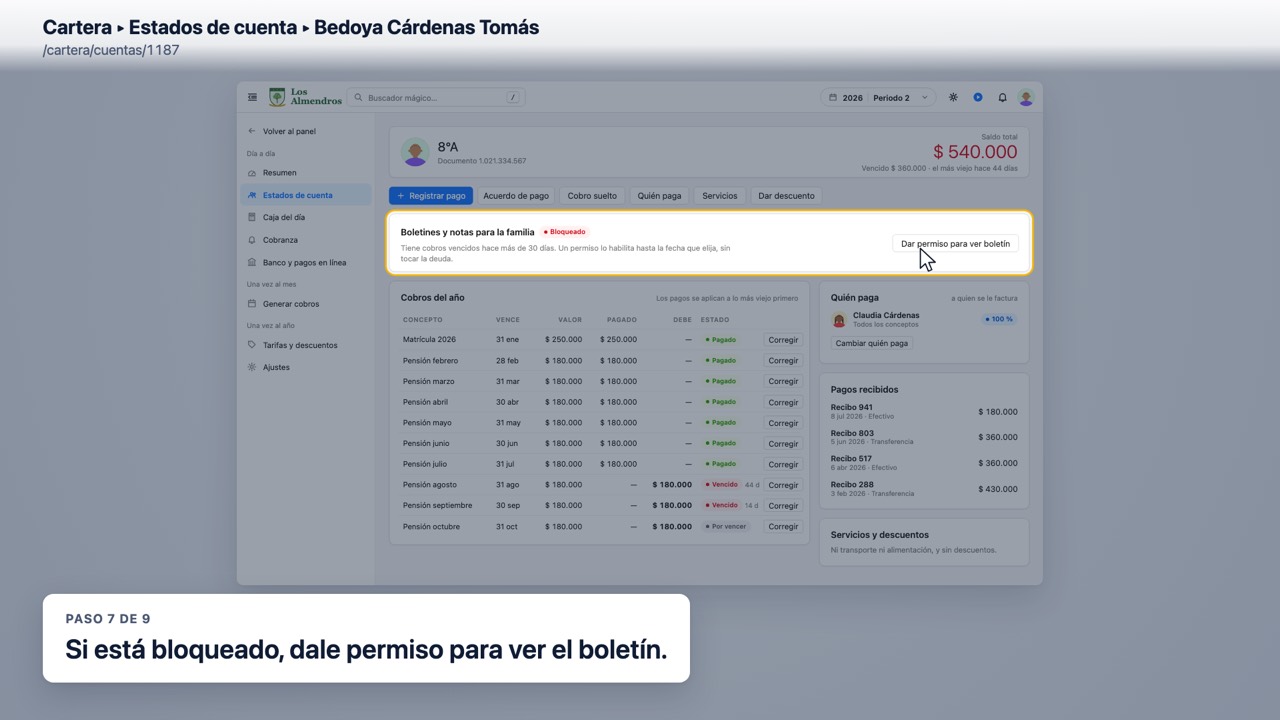 Cartera ▸ Estados de cuenta ▸ Bedoya Cárdenas Tomás
/cartera/cuentas/1187
Los Almendros
Buscador mágico...
/
2026 Periodo 2
Volver al panel
Día a día
Resumen
Estados de cuenta
Caja del día
Cobranza
Banco y pagos en línea
Una vez al mes
Generar cobros
Una vez al año
Tarifas y descuentos
Ajustes
8°A
Documento 1.021.334.567
Saldo total
$ 540.000
Vencido $ 360.000 · el más viejo hace 44 días
+ Registrar pago
Acuerdo de pago
Cobro suelto
Quién paga
Servicios
Dar descuento
Boletines y notas para la familia
Bloqueado
Tiene cobros vencidos hace más de 30 días. Un permiso lo habilita hasta la fecha que elija, sin
tocar la deuda.
Dar permiso para ver boletín
Cobros del año
Los pagos se aplican a lo más viejo primero
CONCEPTO VENCE VALOR PAGADO DEBE ESTADO
Matrícula 2026 31 ene $ 250.000 $ 250.000 — Pagado Corregir
Pensión febrero 28 feb $ 180.000 $ 180.000 — Pagado Corregir
Pensión marzo 31 mar $ 180.000 $ 180.000 — Pagado Corregir
Pensión abril 30 abr $ 180.000 $ 180.000 — Pagado Corregir
Pensión mayo 31 may $ 180.000 $ 180.000 — Pagado Corregir
Pensión junio 30 jun $ 180.000 $ 180.000 — Pagado Corregir
Pensión julio 31 jul $ 180.000 $ 180.000 — Pagado Corregir
Pensión agosto 31 ago $ 180.000 — $ 180.000 Vencido 44 d Corregir
Pensión septiembre 30 sep $ 180.000 — $ 180.000 Vencido 14 d Corregir
Pensión octubre 31 oct $ 180.000 — $ 180.000 Por vencer Corregir
Quién paga
a quien se le factura
Claudia Cárdenas
Todos los conceptos
100 %
Cambiar quién paga
Pagos recibidos
Recibo 941
8 jul 2026 · Efectivo
$ 180.000
Recibo 803
5 jun 2026 · Transferencia
$ 360.000
Recibo 517
6 abr 2026 · Efectivo
$ 360.000
Recibo 288
3 feb 2026 · Transferencia
$ 430.000
Servicios y descuentos
Ni transporte ni alimentación, y sin descuentos.
PASO 7 DE 9
Si está bloqueado, dale permiso para ver el boletín.